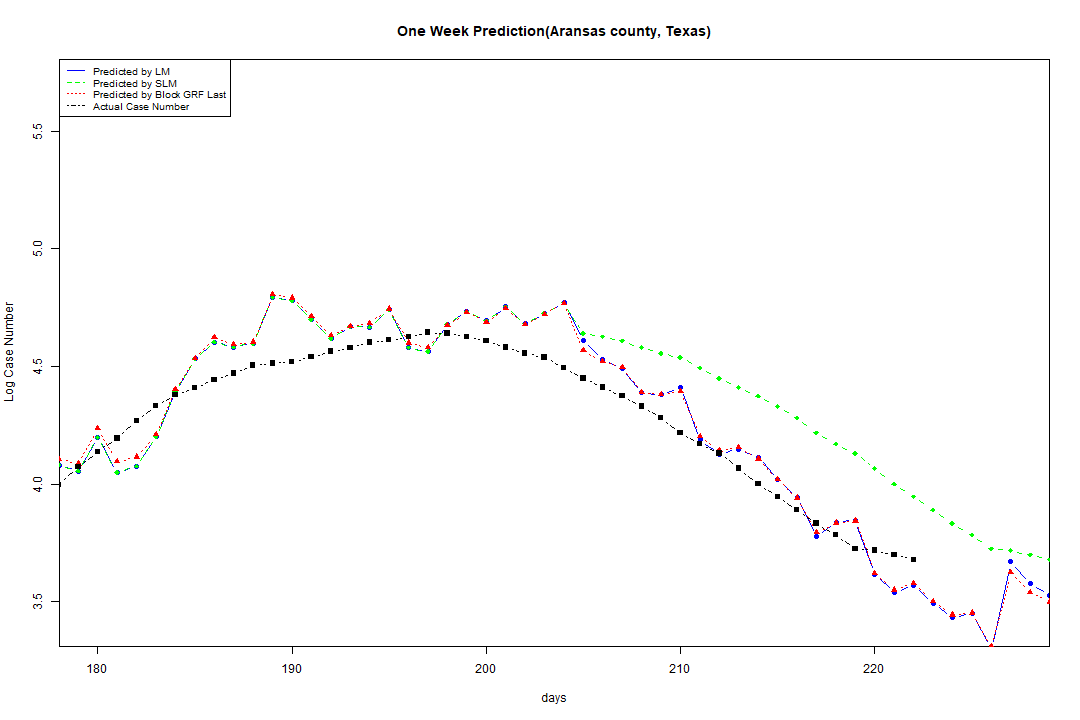 One Week Prediction(Aransas county, Texas)
Predicted by LM
Predicted by SLM
Predicted by Block GRF Last
Actual Case Number
5.5
5.0
4.5
4.0
3.5
Log Case Number
180 190 200 210 220
days